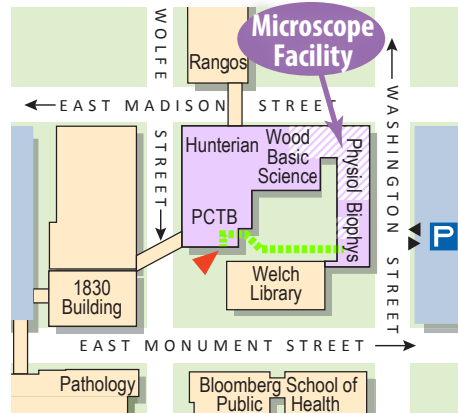 Microscope
Facility
WOLFE STREET
Rangos
WASHINGTON STREET
EAST MADISON STREET
Hunterian
Wood
Basic
Science
Physiol
Biophys
PCTB
P
Welch
Library
1830
Building
EAST MONUMENT STREET
Pathology
Bloomberg School of
Public Health